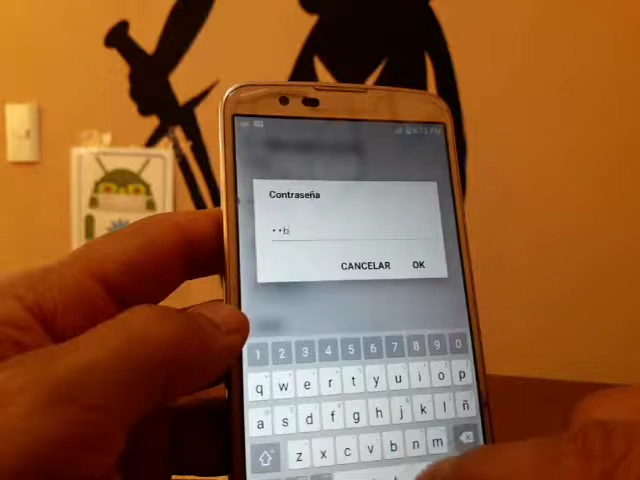 Contraseña
••b
CANCELAR OK
1 2 3 4 5 6 7 8 9 0
q w e r t y u i o p
a s d f g h j k l ñ
z x c v b n m